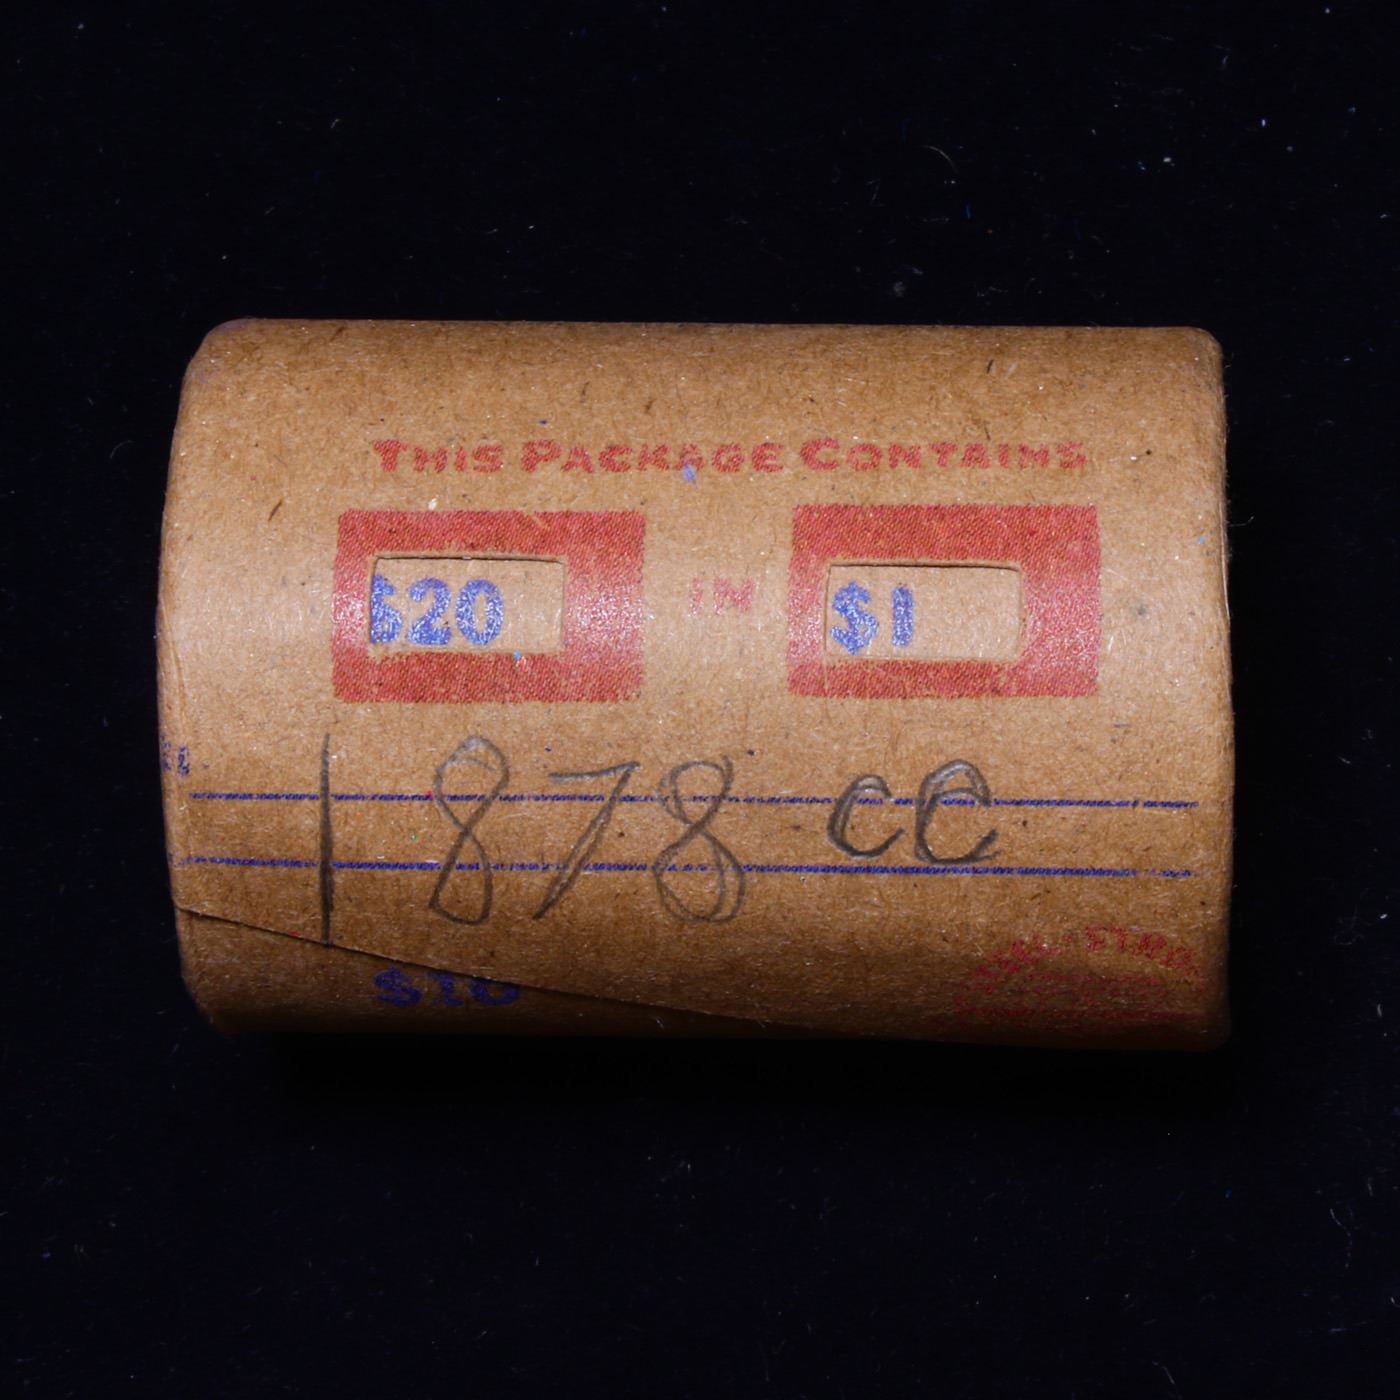 THIS PACKAGE CONTAINS
$20 IN $1
1878 CC
$10